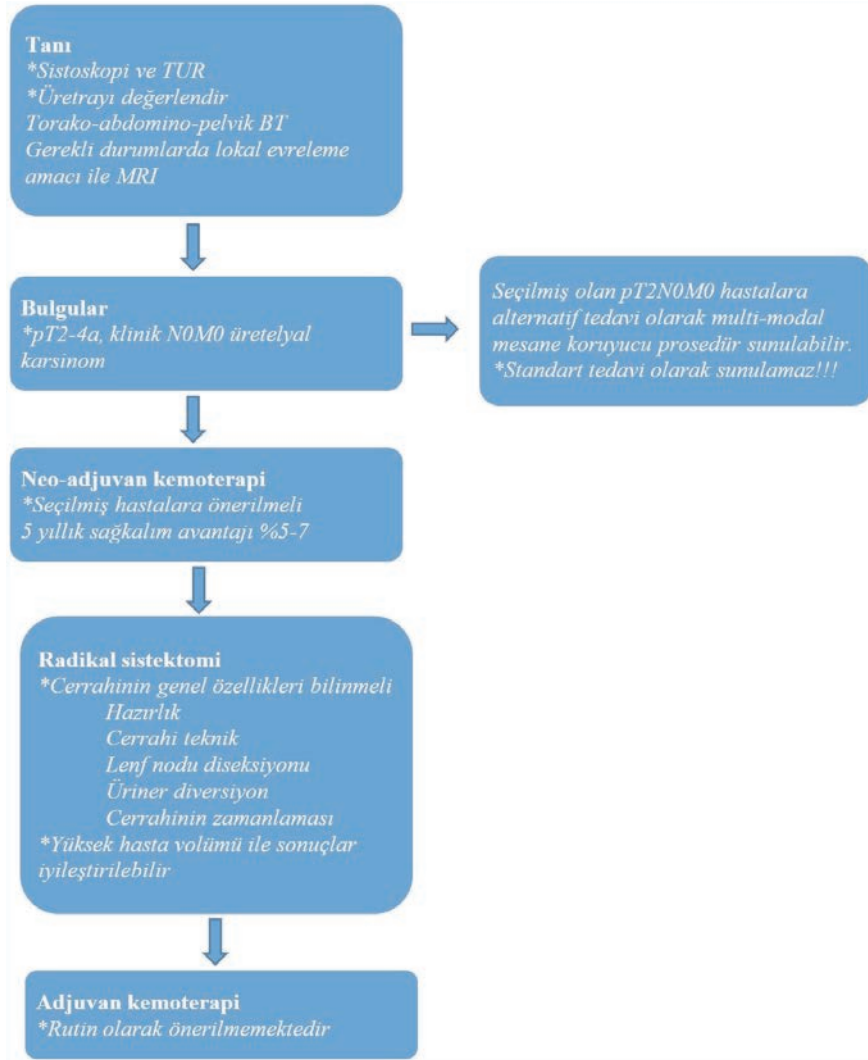 Tanı
*Sistoskopi ve TUR
*Üretrayı değerlendir
Torako-abdomino-pelvik BT
Gerekli durumlarda lokal evreleme
amacı ile MRI
Bulgular
*pT2-4a, klinik N0M0 üretelyal
karsinom
Seçilmiş olan pT2N0M0 hastalara
alternatif tedavi olarak multi-modal
mesane koruyucu prosedür sunulabilir.
*Standart tedavi olarak sunulamaz!!!
Neo-adjuvan kemoterapi
*Seçilmiş hastalara önerilmeli
5 yıllık sağkalım avantajı %5-7
Radikal sistektomi
*Cerrahinin genel özellikleri bilinmeli
Hazırlık
Cerrahi teknik
Lenf nodu diseksiyonu
Üriner diversiyon
Cerrahinin zamanlaması
*Yüksek hasta volümü ile sonuçlar
iyileştirilebilir
Adjuvan kemoterapi
*Rutin olarak önerilmemektedir